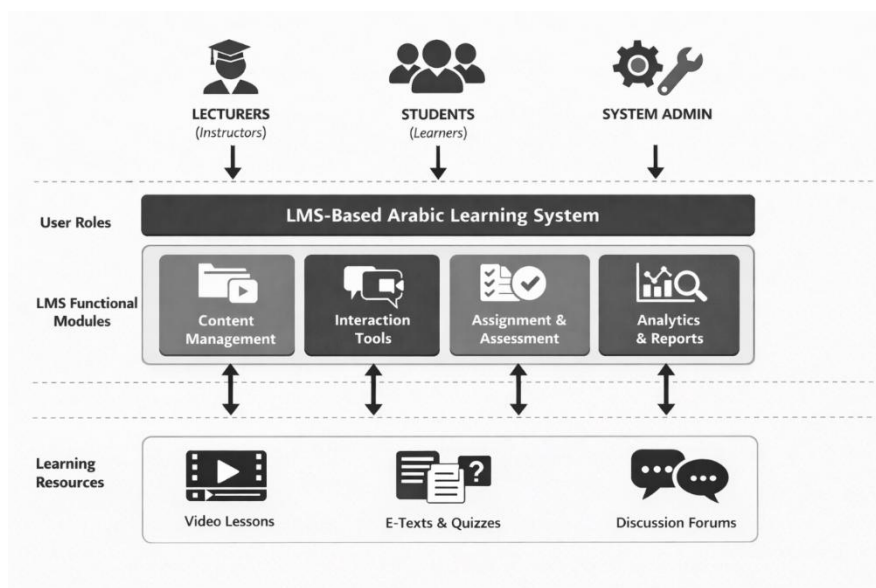 LECTURERS
(Instructors)
STUDENTS
(Learners)
SYSTEM ADMIN
User Roles
LMS-Based Arabic Learning System
LMS Functional
Modules
Content
Management
Interaction
Tools
Assignment &
Assessment
Analytics
& Reports
Learning
Resources
?
Video Lessons
E-Texts & Quizzes
Discussion Forums